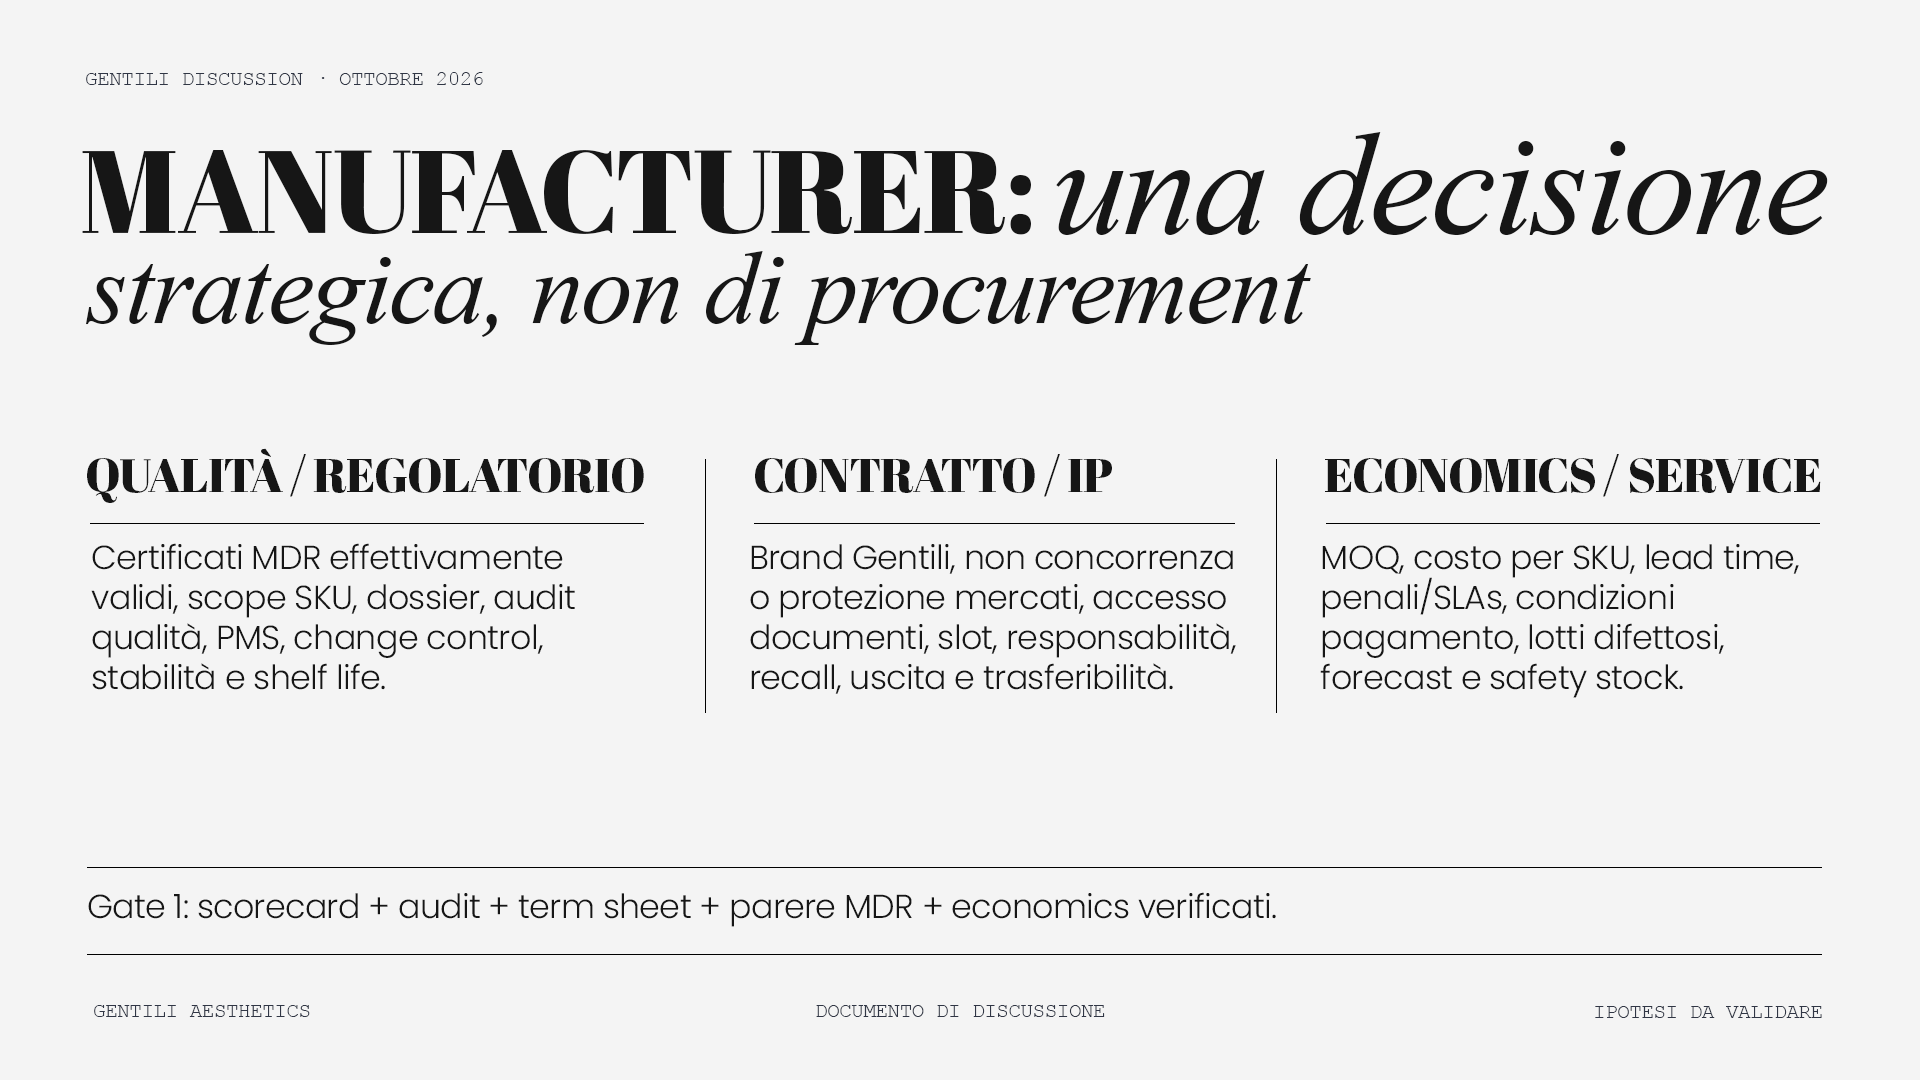 GENTILI DISCUSSION · OTTOBRE 2026
MANUFACTURER: una decisione
strategica, non di procurement
QUALITÀ / REGOLATORIO
Certificati MDR effettivamente
validi, scope SKU, dossier, audit
qualità, PMS, change control,
stabilità e shelf life.
CONTRATTO / IP
Brand Gentili, non concorrenza
o protezione mercati, accesso
documenti, slot, responsabilità,
recall, uscita e trasferibilità.
ECONOMICS / SERVICE
MOQ, costo per SKU, lead time,
penali/SLAs, condizioni
pagamento, lotti difettosi,
forecast e safety stock.
Gate 1: scorecard + audit + term sheet + parere MDR + economics verificati.
GENTILI AESTHETICS
DOCUMENTO DI DISCUSSIONE
IPOTESI DA VALIDARE